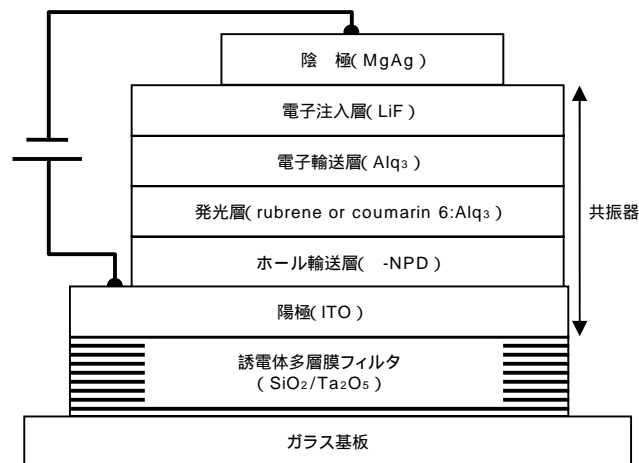 陰　極( MgAg )
電子注入層( LiF )
電子輸送層( Alq₃ )
発光層( rubrene or coumarin 6:Alq₃ )
共振器
ホール輸送層(　-NPD )
陽極( ITO )
誘電体多層膜フィルタ
( SiO₂/Ta₂O₅ )
ガラス基板